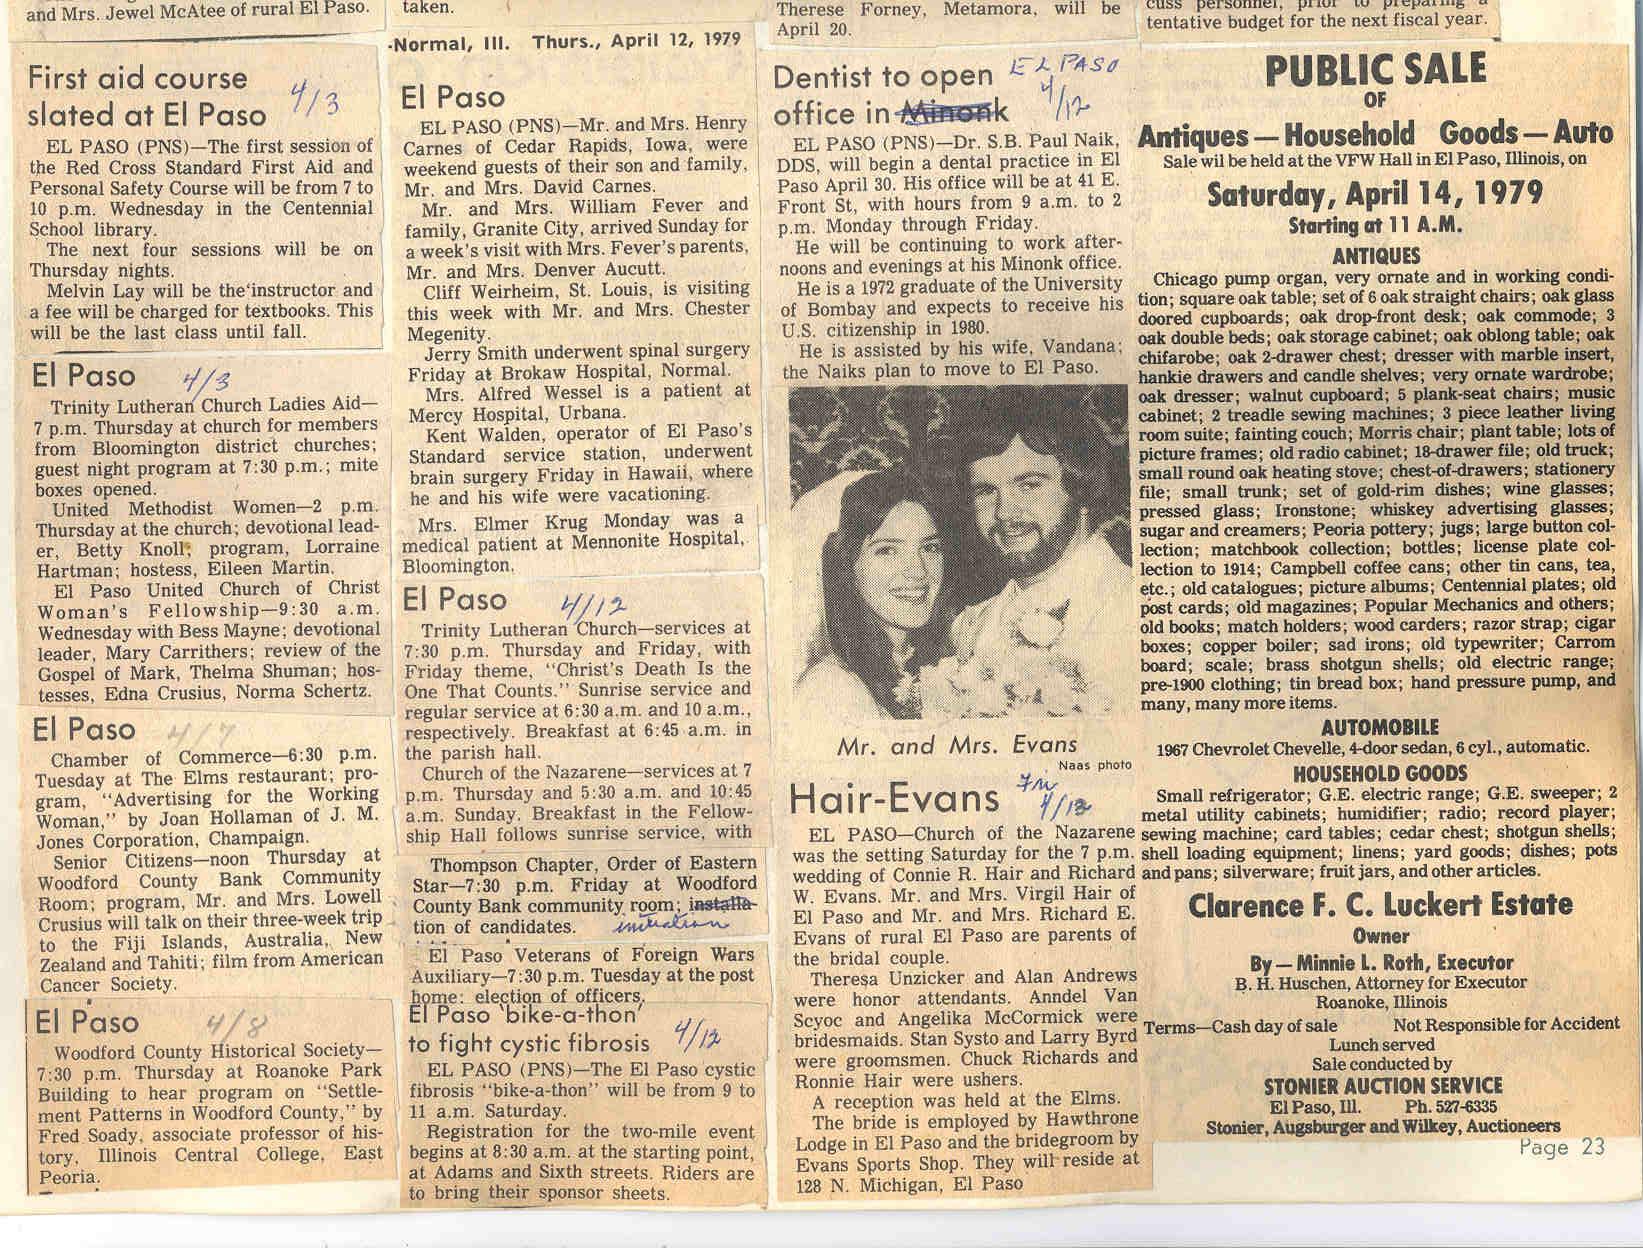 and Mrs. Jewel McAtee of rural El Paso.
First aid course
slated at El Paso
4/3
EL PASO (PNS)—The first session of
the Red Cross Standard First Aid and
Personal Safety Course will be from 7 to
10 p.m. Wednesday in the Centennial
School library.
The next four sessions will be on
Thursday nights.
Melvin Lay will be the instructor and
a fee will be charged for textbooks. This
will be the last class until fall.
El Paso
4/3
Trinity Lutheran Church Ladies Aid—
7 p.m. Thursday at church for members
from Bloomington district churches;
guest night program at 7:30 p.m.; mite
boxes opened.
United Methodist Women—2 p.m.
Thursday at the church; devotional lead-
er, Betty Knoll; program, Lorraine
Hartman; hostess, Eileen Martin.
El Paso United Church of Christ
Woman's Fellowship—9:30 a.m.
Wednesday with Bess Mayne; devotional
leader, Mary Carrithers; review of the
Gospel of Mark, Thelma Shuman; hos-
tesses, Edna Crusius, Norma Schertz.
El Paso
4/7
Chamber of Commerce—6:30 p.m.
Tuesday at The Elms restaurant; pro-
gram, "Advertising for the Working
Woman," by Joan Hollaman of J. M.
Jones Corporation, Champaign.
Senior Citizens—noon Thursday at
Woodford County Bank Community
Room; program, Mr. and Mrs. Lowell
Crusius will talk on their three-week trip
to the Fiji Islands, Australia, New
Zealand and Tahiti; film from American
Cancer Society.
El Paso
4/8
Woodford County Historical Society—
7:30 p.m. Thursday at Roanoke Park
Building to hear program on "Settle-
ment Patterns in Woodford County," by
Fred Soady, associate professor of his-
tory, Illinois Central College, East
Peoria.
taken.
-Normal, Ill. Thurs., April 12, 1979
El Paso
EL PASO (PNS)—Mr. and Mrs. Henry
Carnes of Cedar Rapids, Iowa, were
weekend guests of their son and family,
Mr. and Mrs. David Carnes.
Mr. and Mrs. William Fever and
family, Granite City, arrived Sunday for
a week's visit with Mrs. Fever's parents,
Mr. and Mrs. Denver Aucutt.
Cliff Weirheim, St. Louis, is visiting
this week with Mr. and Mrs. Chester
Megenity.
Jerry Smith underwent spinal surgery
Friday at Brokaw Hospital, Normal.
Mrs. Alfred Wessel is a patient at
Mercy Hospital, Urbana.
Kent Walden, operator of El Paso's
Standard service station, underwent
brain surgery Friday in Hawaii, where
he and his wife were vacationing.
Mrs. Elmer Krug Monday was a
medical patient at Mennonite Hospital,
Bloomington.
El Paso
4/12
Trinity Lutheran Church—services at
7:30 p.m. Thursday and Friday, with
Friday theme, "Christ's Death Is the
One That Counts." Sunrise service and
regular service at 6:30 a.m. and 10 a.m.,
respectively. Breakfast at 6:45 a.m. in
the parish hall.
Church of the Nazarene—services at 7
p.m. Thursday and 5:30 a.m. and 10:45
a.m. Sunday. Breakfast in the Fellow-
ship Hall follows sunrise service, with
Thompson Chapter, Order of Eastern
Star—7:30 p.m. Friday at Woodford
County Bank community room; installa-
tion of candidates. initiation
El Paso Veterans of Foreign Wars
Auxiliary—7:30 p.m. Tuesday at the post
home; election of officers.
El Paso 'bike-a-thon'
to fight cystic fibrosis
4/12
EL PASO (PNS)—The El Paso cystic
fibrosis "bike-a-thon" will be from 9 to
11 a.m. Saturday.
Registration for the two-mile event
begins at 8:30 a.m. at the starting point,
at Adams and Sixth streets. Riders are
to bring their sponsor sheets.
Therese Forney, Metamora, will be
April 20.
Dentist to open
office in Minonk
EL PASO
4/12
EL PASO (PNS)—Dr. S.B. Paul Naik,
DDS, will begin a dental practice in El
Paso April 30. His office will be at 41 E.
Front St, with hours from 9 a.m. to 2
p.m. Monday through Friday.
He will be continuing to work after-
noons and evenings at his Minonk office.
He is a 1972 graduate of the University
of Bombay and expects to receive his
U.S. citizenship in 1980.
He is assisted by his wife, Vandana;
the Naiks plan to move to El Paso.
Mr. and Mrs. Evans
Naas photo
Hair-Evans
4/13
EL PASO—Church of the Nazarene
was the setting Saturday for the 7 p.m.
wedding of Connie R. Hair and Richard
W. Evans. Mr. and Mrs. Virgil Hair of
El Paso and Mr. and Mrs. Richard E.
Evans of rural El Paso are parents of
the bridal couple.
Theresa Unzicker and Alan Andrews
were honor attendants. Anndel Van
Scyoc and Angelika McCormick were
bridesmaids. Stan Systo and Larry Byrd
were groomsmen. Chuck Richards and
Ronnie Hair were ushers.
A reception was held at the Elms.
The bride is employed by Hawthrone
Lodge in El Paso and the bridegroom by
Evans Sports Shop. They will reside at
128 N. Michigan, El Paso
cuss personnel, prior to preparing a
tentative budget for the next fiscal year.
PUBLIC SALE
OF
Antiques — Household Goods — Auto
Sale wil be held at the VFW Hall in El Paso, Illinois, on
Saturday, April 14, 1979
Starting at 11 A.M.
ANTIQUES
Chicago pump organ, very ornate and in working condi-
tion; square oak table; set of 6 oak straight chairs; oak glass
doored cupboards; oak drop-front desk; oak commode; 3
oak double beds; oak storage cabinet; oak oblong table; oak
chifarobe; oak 2-drawer chest; dresser with marble insert,
hankie drawers and candle shelves; very ornate wardrobe;
oak dresser; walnut cupboard; 5 plank-seat chairs; music
cabinet; 2 treadle sewing machines; 3 piece leather living
room suite; fainting couch; Morris chair; plant table; lots of
picture frames; old radio cabinet; 18-drawer file; old truck;
small round oak heating stove; chest-of-drawers; stationery
file; small trunk; set of gold-rim dishes; wine glasses;
pressed glass; Ironstone; whiskey advertising glasses;
sugar and creamers; Peoria pottery; jugs; large button col-
lection; matchbook collection; bottles; license plate col-
lection to 1914; Campbell coffee cans; other tin cans, tea,
etc.; old catalogues; picture albums; Centennial plates; old
post cards; old magazines; Popular Mechanics and others;
old books; match holders; wood carders; razor strap; cigar
boxes; copper boiler; sad irons; old typewriter; Carrom
board; scale; brass shotgun shells; old electric range;
pre-1900 clothing; tin bread box; hand pressure pump, and
many, many more items.
AUTOMOBILE
1967 Chevrolet Chevelle, 4-door sedan, 6 cyl., automatic.
HOUSEHOLD GOODS
Small refrigerator; G.E. electric range; G.E. sweeper; 2
metal utility cabinets; humidifier; radio; record player;
sewing machine; card tables; cedar chest; shotgun shells;
shell loading equipment; linens; yard goods; dishes; pots
and pans; silverware; fruit jars, and other articles.
Clarence F. C. Luckert Estate
Owner
By — Minnie L. Roth, Executor
B. H. Huschen, Attorney for Executor
Roanoke, Illinois
Terms—Cash day of sale Not Responsible for Accident
Lunch served
Sale conducted by
STONIER AUCTION SERVICE
El Paso, Ill. Ph. 527-6335
Stonier, Augsburger and Wilkey, Auctioneers
Page 23